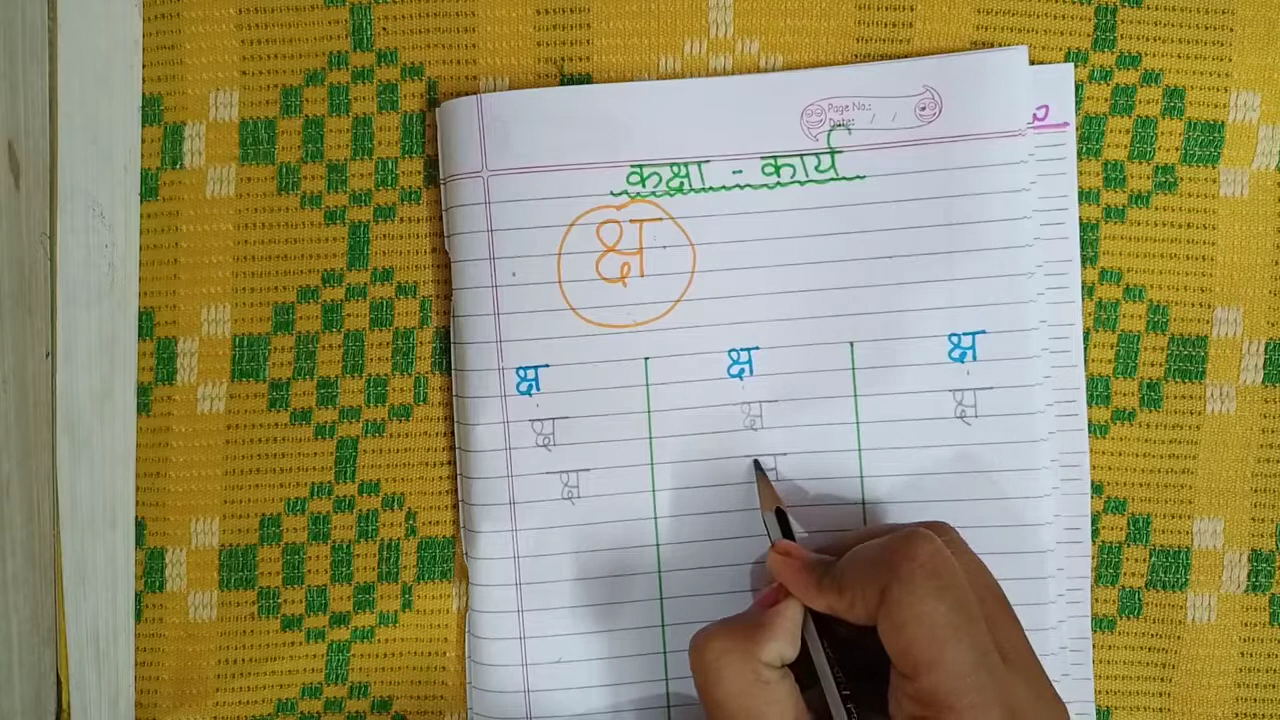 Page No.:
Date: / /
कक्षा - कार्य
क्ष
क्ष क्ष क्ष
क्ष क्ष क्ष
क्ष